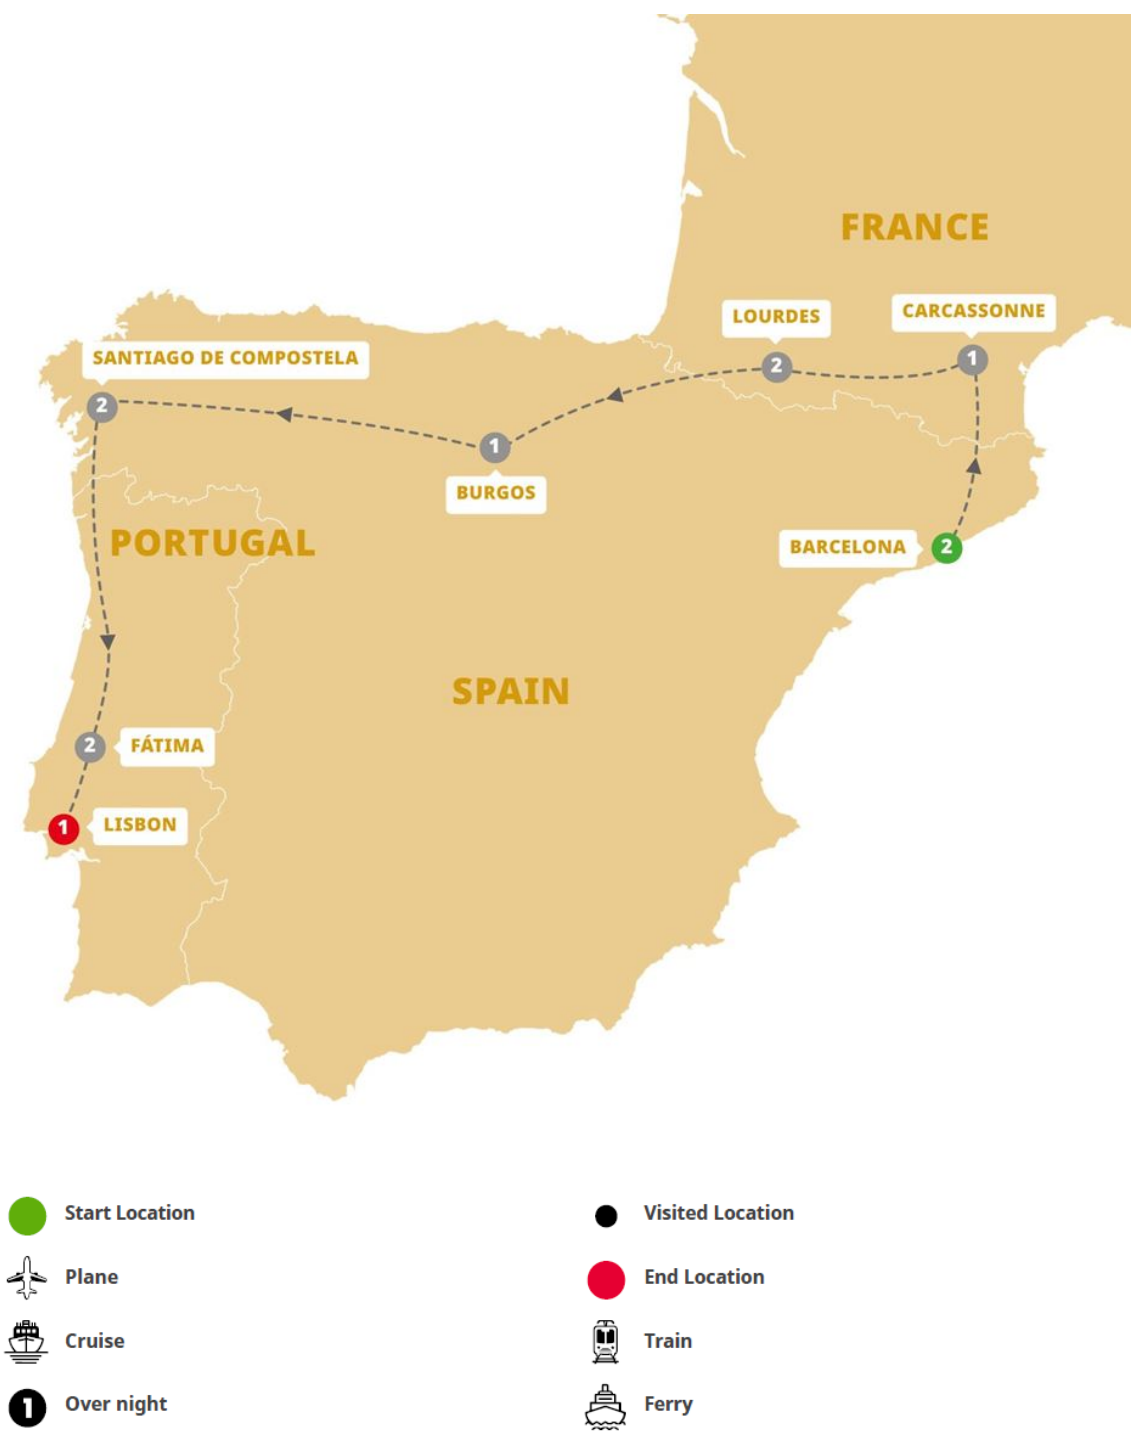 FRANCE
LOURDES
CARCASSONNE
SANTIAGO DE COMPOSTELA
2
1
2
1
BURGOS
PORTUGAL
BARCELONA
2
SPAIN
2
FÁTIMA
1
LISBON
Start Location
Visited Location
Plane
End Location
Cruise
Train
1
Over night
Ferry